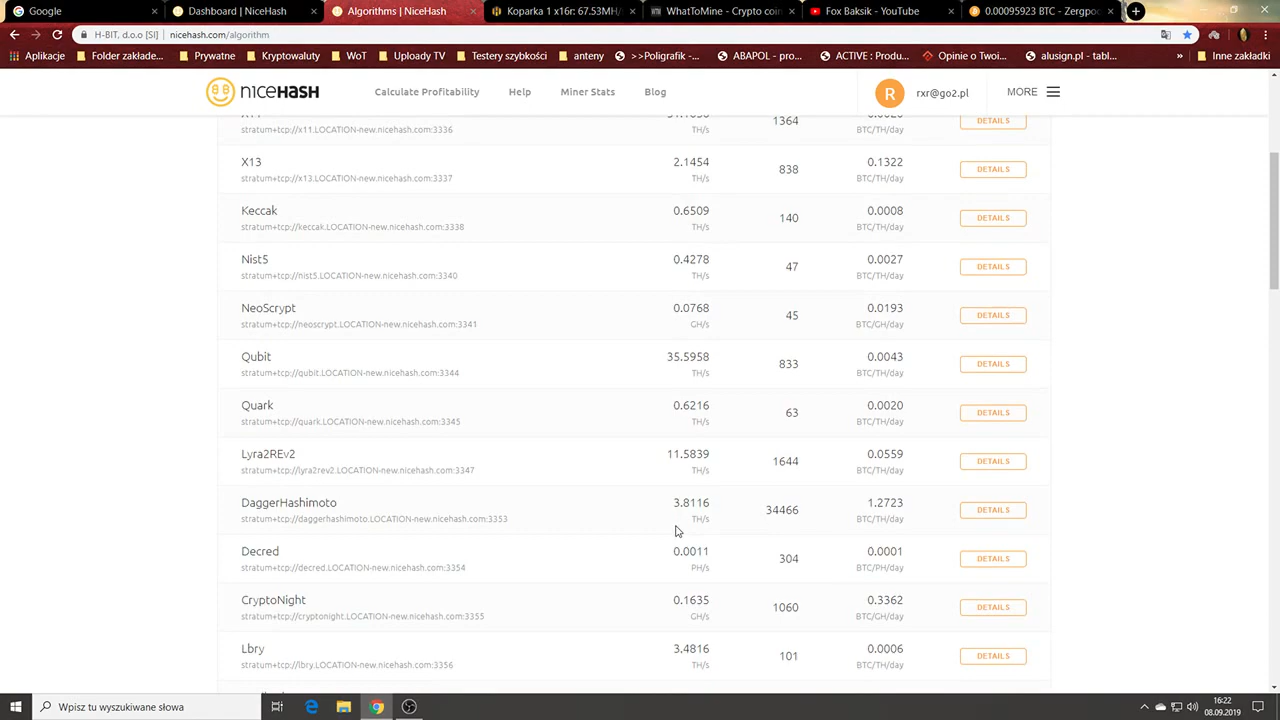 Google
Dashboard | NiceHash
Algorithms | NiceHash
Koparka 1 x16r: 67.53MH/
WhatToMine - Crypto coin
Fox Baksik - YouTube
0.00095923 BTC - Zergpoo
H-BIT, d.o.o [SI] | nicehash.com/algorithm
Aplikacje
Folder zakładek...
Prywatne
Kryptowaluty
WoT
Uploady TV
Testery szybkości
anteny
>>Poligrafik -...
ABAPOL - pro...
ACTIVE : Produ...
Opinie o Twoi...
alusign.pl - tabl...
»
Inne zakładki
NICEHASH
Calculate Profitability
Help
Miner Stats
Blog
R
rxr@go2.pl
MORE
1364
DETAILS
stratum+tcp://x11.LOCATION-new.nicehash.com:3336
TH/s
BTC/TH/day
X13
2.1454
838
0.1322
DETAILS
stratum+tcp://x13.LOCATION-new.nicehash.com:3337
TH/s
BTC/TH/day
Keccak
0.6509
140
0.0008
DETAILS
stratum+tcp://keccak.LOCATION-new.nicehash.com:3338
TH/s
BTC/TH/day
Nist5
0.4278
47
0.0027
DETAILS
stratum+tcp://nist5.LOCATION-new.nicehash.com:3340
TH/s
BTC/TH/day
NeoScrypt
0.0768
45
0.0193
DETAILS
stratum+tcp://neoscrypt.LOCATION-new.nicehash.com:3341
GH/s
BTC/GH/day
Qubit
35.5958
833
0.0043
DETAILS
stratum+tcp://qubit.LOCATION-new.nicehash.com:3344
TH/s
BTC/TH/day
Quark
0.6216
63
0.0020
DETAILS
stratum+tcp://quark.LOCATION-new.nicehash.com:3345
TH/s
BTC/TH/day
Lyra2REv2
11.5839
1644
0.0559
DETAILS
stratum+tcp://lyra2rev2.LOCATION-new.nicehash.com:3347
TH/s
BTC/TH/day
DaggerHashimoto
3.8116
34466
1.2723
DETAILS
stratum+tcp://daggerhashimoto.LOCATION-new.nicehash.com:3353
TH/s
BTC/TH/day
Decred
0.0011
304
0.0001
DETAILS
stratum+tcp://decred.LOCATION-new.nicehash.com:3354
PH/s
BTC/PH/day
CryptoNight
0.1635
1060
0.3362
DETAILS
stratum+tcp://cryptonight.LOCATION-new.nicehash.com:3355
GH/s
BTC/GH/day
Lbry
3.4816
101
0.0006
DETAILS
stratum+tcp://lbry.LOCATION-new.nicehash.com:3356
TH/s
BTC/TH/day
Wpisz tu wyszukiwane słowa
16:22
08.09.2019